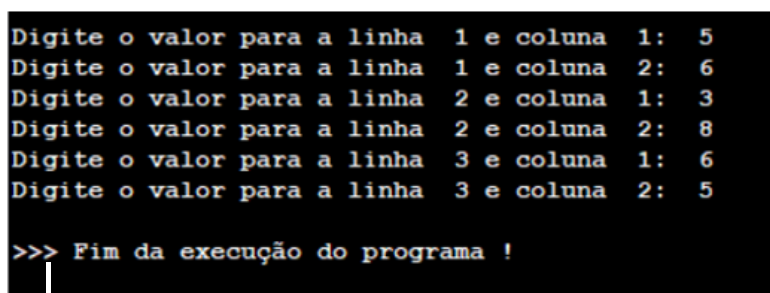 Digite o valor para a linha  1 e coluna  1:  5
Digite o valor para a linha  1 e coluna  2:  6
Digite o valor para a linha  2 e coluna  1:  3
Digite o valor para a linha  2 e coluna  2:  8
Digite o valor para a linha  3 e coluna  1:  6
Digite o valor para a linha  3 e coluna  2:  5
>>> Fim da execução do programa !